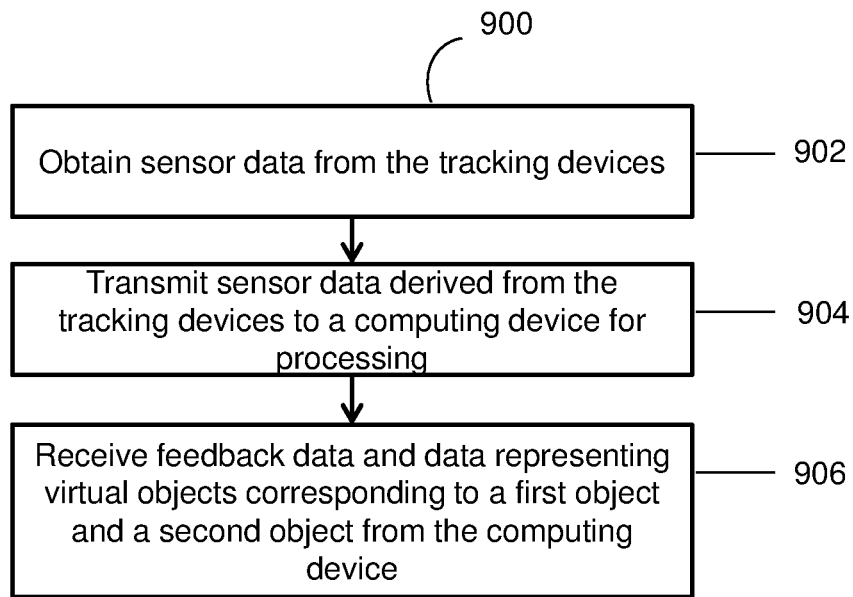 900
Obtain sensor data from the tracking devices
902
Transmit sensor data derived from the
tracking devices to a computing device for
processing
904
Receive feedback data and data representing
virtual objects corresponding to a first object
and a second object from the computing
device
906